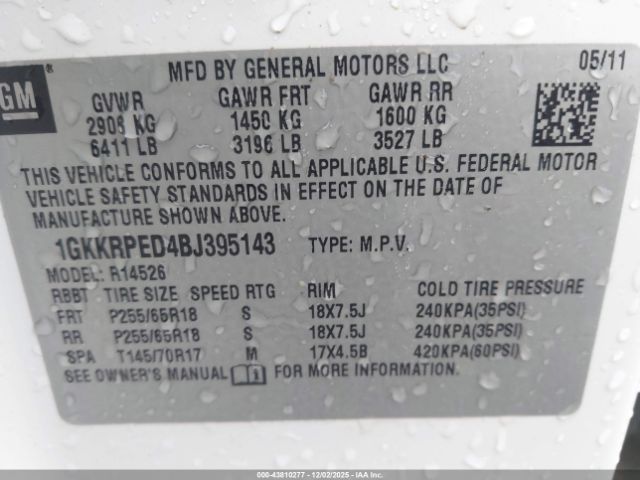 GM ®
MFD BY GENERAL MOTORS LLC 05/11
GVWR GAWR FRT GAWR RR
2908 KG 1450 KG 1600 KG
6411 LB 3196 LB 3527 LB
THIS VEHICLE CONFORMS TO ALL APPLICABLE U.S. FEDERAL MOTOR
VEHICLE SAFETY STANDARDS IN EFFECT ON THE DATE OF
MANUFACTURE SHOWN ABOVE.
1GKKRPED4BJ395143 TYPE: M.P.V.
MODEL: R14526
RBBT TIRE SIZE SPEED RTG RIM COLD TIRE PRESSURE
FRT P255/65R18 S 18X7.5J 240KPA(35PSI)
RR P255/65R18 S 18X7.5J 240KPA(35PSI)
SPA T145/70R17 M 17X4.5B 420KPA(60PSI)
SEE OWNER'S MANUAL FOR MORE INFORMATION.
000-43810277 - 12/02/2025 - IAAI.COM